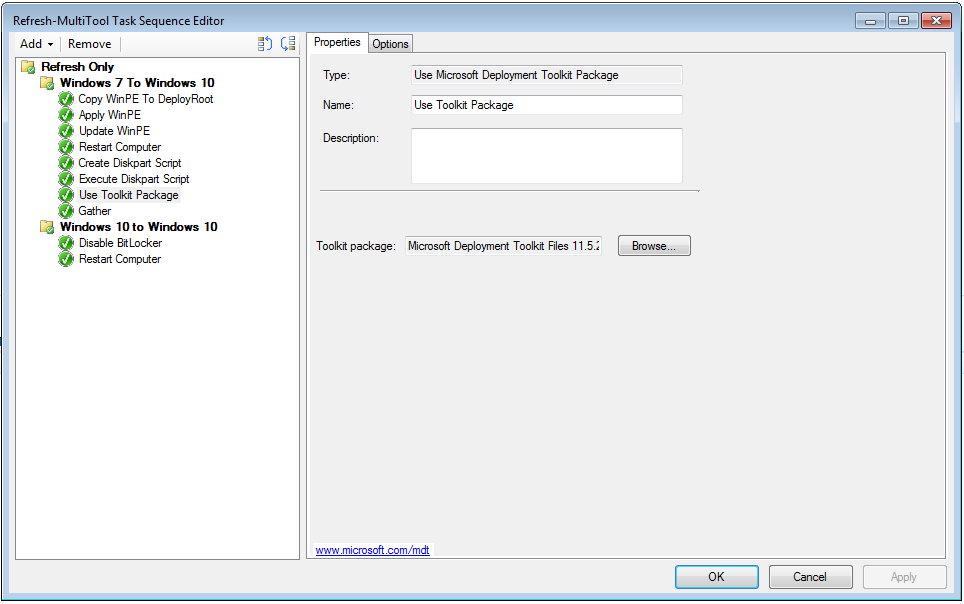 Refresh-MultiTool Task Sequence Editor
Add
Remove
Refresh Only
Windows 7 To Windows 10
Copy WinPE To DeployRoot
Apply WinPE
Update WinPE
Restart Computer
Create Diskpart Script
Execute Diskpart Script
Use Toolkit Package
Gather
Windows 10 to Windows 10
Disable BitLocker
Restart Computer
Properties
Options
Type: Use Microsoft Deployment Toolkit Package
Name: Use Toolkit Package
Description:
Toolkit package: Microsoft Deployment Toolkit Files 11.5.2 Browse...
www.microsoft.com/mdt
OK
Cancel
Apply